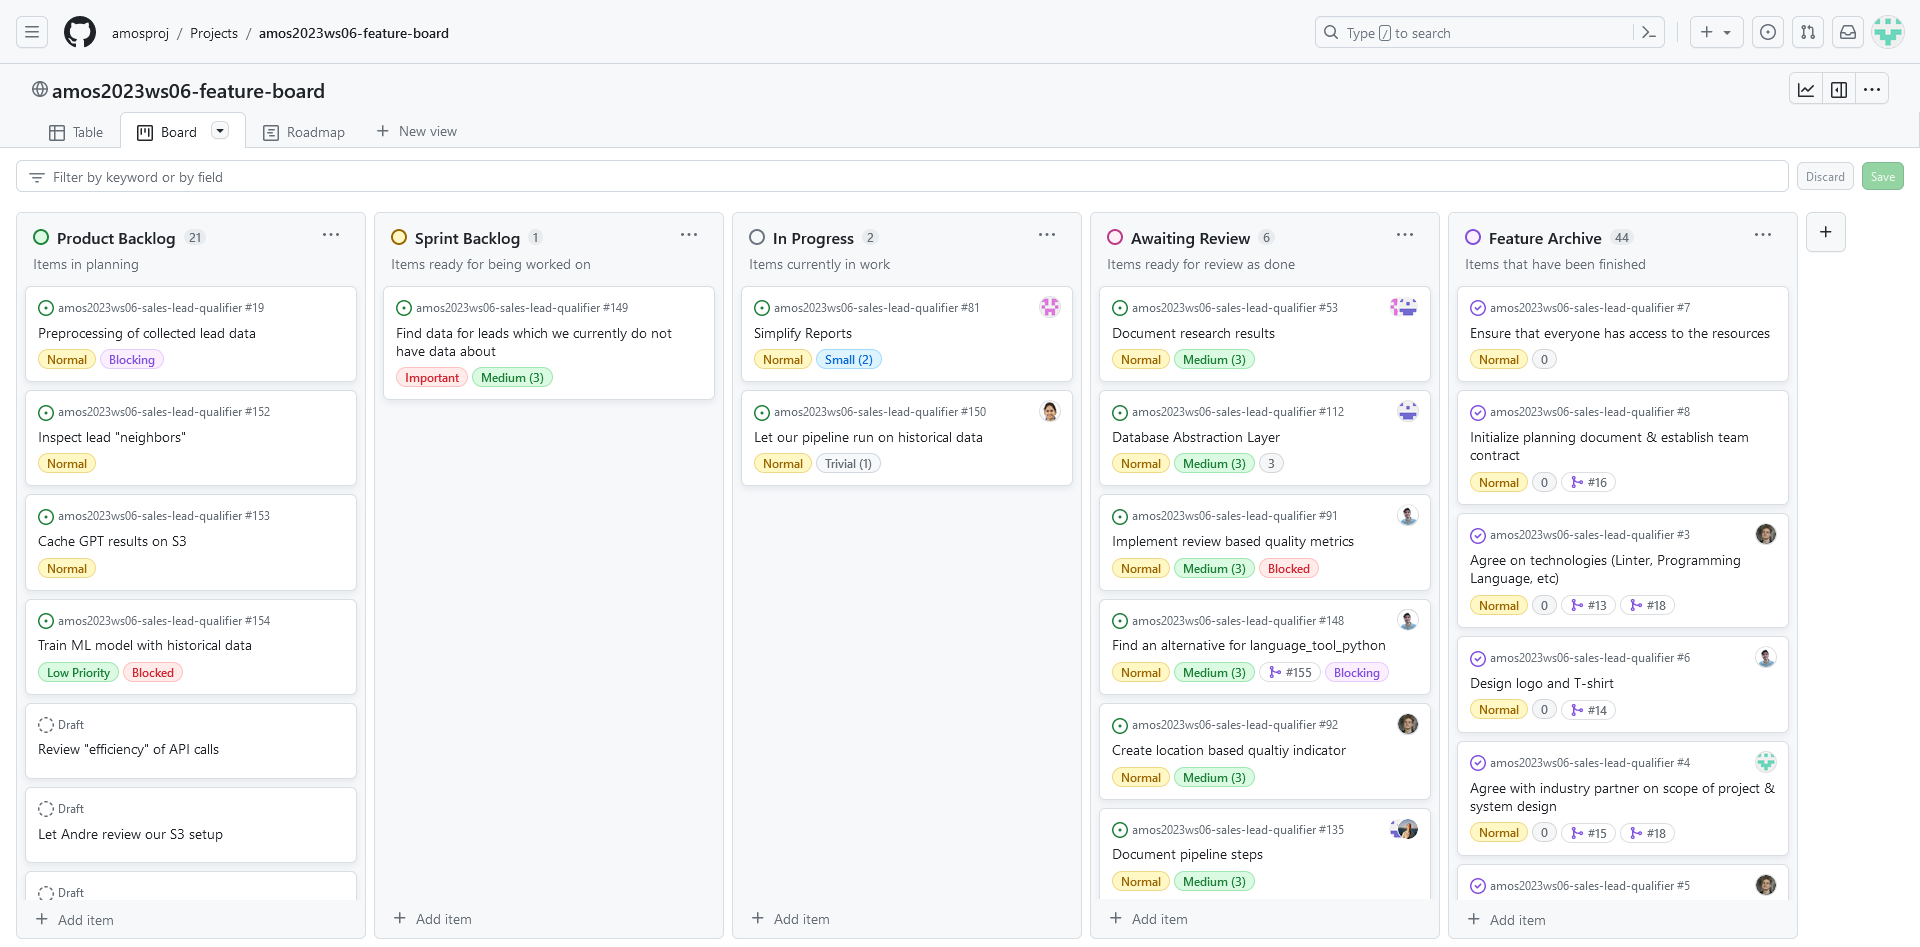 amosproj / Projects / amos2023ws06-feature-board
Type / to search
amos2023ws06-feature-board
Table
Board
Roadmap
New view
Filter by keyword or by field
Discard
Save
Product Backlog 21
Items in planning
amos2023ws06-sales-lead-qualifier #19
Preprocessing of collected lead data
Normal Blocking
amos2023ws06-sales-lead-qualifier #152
Inspect lead "neighbors"
Normal
amos2023ws06-sales-lead-qualifier #153
Cache GPT results on S3
Normal
amos2023ws06-sales-lead-qualifier #154
Train ML model with historical data
Low Priority Blocked
Draft
Review "efficiency" of API calls
Draft
Let Andre review our S3 setup
Draft
Add item
Sprint Backlog 1
Items ready for being worked on
amos2023ws06-sales-lead-qualifier #149
Find data for leads which we currently do not
have data about
Important Medium (3)
Add item
In Progress 2
Items currently in work
amos2023ws06-sales-lead-qualifier #81
Simplify Reports
Normal Small (2)
amos2023ws06-sales-lead-qualifier #150
Let our pipeline run on historical data
Normal Trivial (1)
Add item
Awaiting Review 6
Items ready for review as done
amos2023ws06-sales-lead-qualifier #53
Document research results
Normal Medium (3)
amos2023ws06-sales-lead-qualifier #112
Database Abstraction Layer
Normal Medium (3) 3
amos2023ws06-sales-lead-qualifier #91
Implement review based quality metrics
Normal Medium (3) Blocked
amos2023ws06-sales-lead-qualifier #148
Find an alternative for language_tool_python
Normal Medium (3) #155 Blocking
amos2023ws06-sales-lead-qualifier #92
Create location based qualtiy indicator
Normal Medium (3)
amos2023ws06-sales-lead-qualifier #135
Document pipeline steps
Normal Medium (3)
Add item
Feature Archive 44
Items that have been finished
amos2023ws06-sales-lead-qualifier #7
Ensure that everyone has access to the resources
Normal 0
amos2023ws06-sales-lead-qualifier #8
Initialize planning document & establish team
contract
Normal 0 #16
amos2023ws06-sales-lead-qualifier #3
Agree on technologies (Linter, Programming
Language, etc)
Normal 0 #13 #18
amos2023ws06-sales-lead-qualifier #6
Design logo and T-shirt
Normal 0 #14
amos2023ws06-sales-lead-qualifier #4
Agree with industry partner on scope of project &
system design
Normal 0 #15 #18
amos2023ws06-sales-lead-qualifier #5
Add item